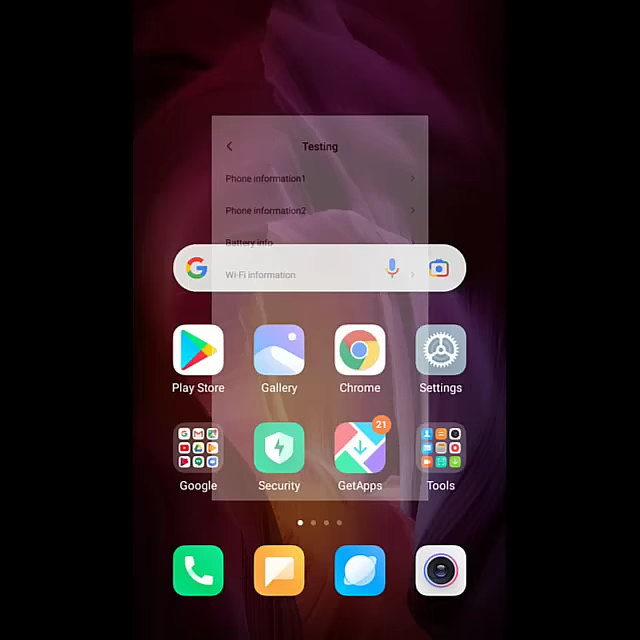 Testing
Phone information1
Phone information2
Battery info
Wi-Fi information
Play Store
Gallery
Chrome
Settings
21
Google
Security
GetApps
Tools